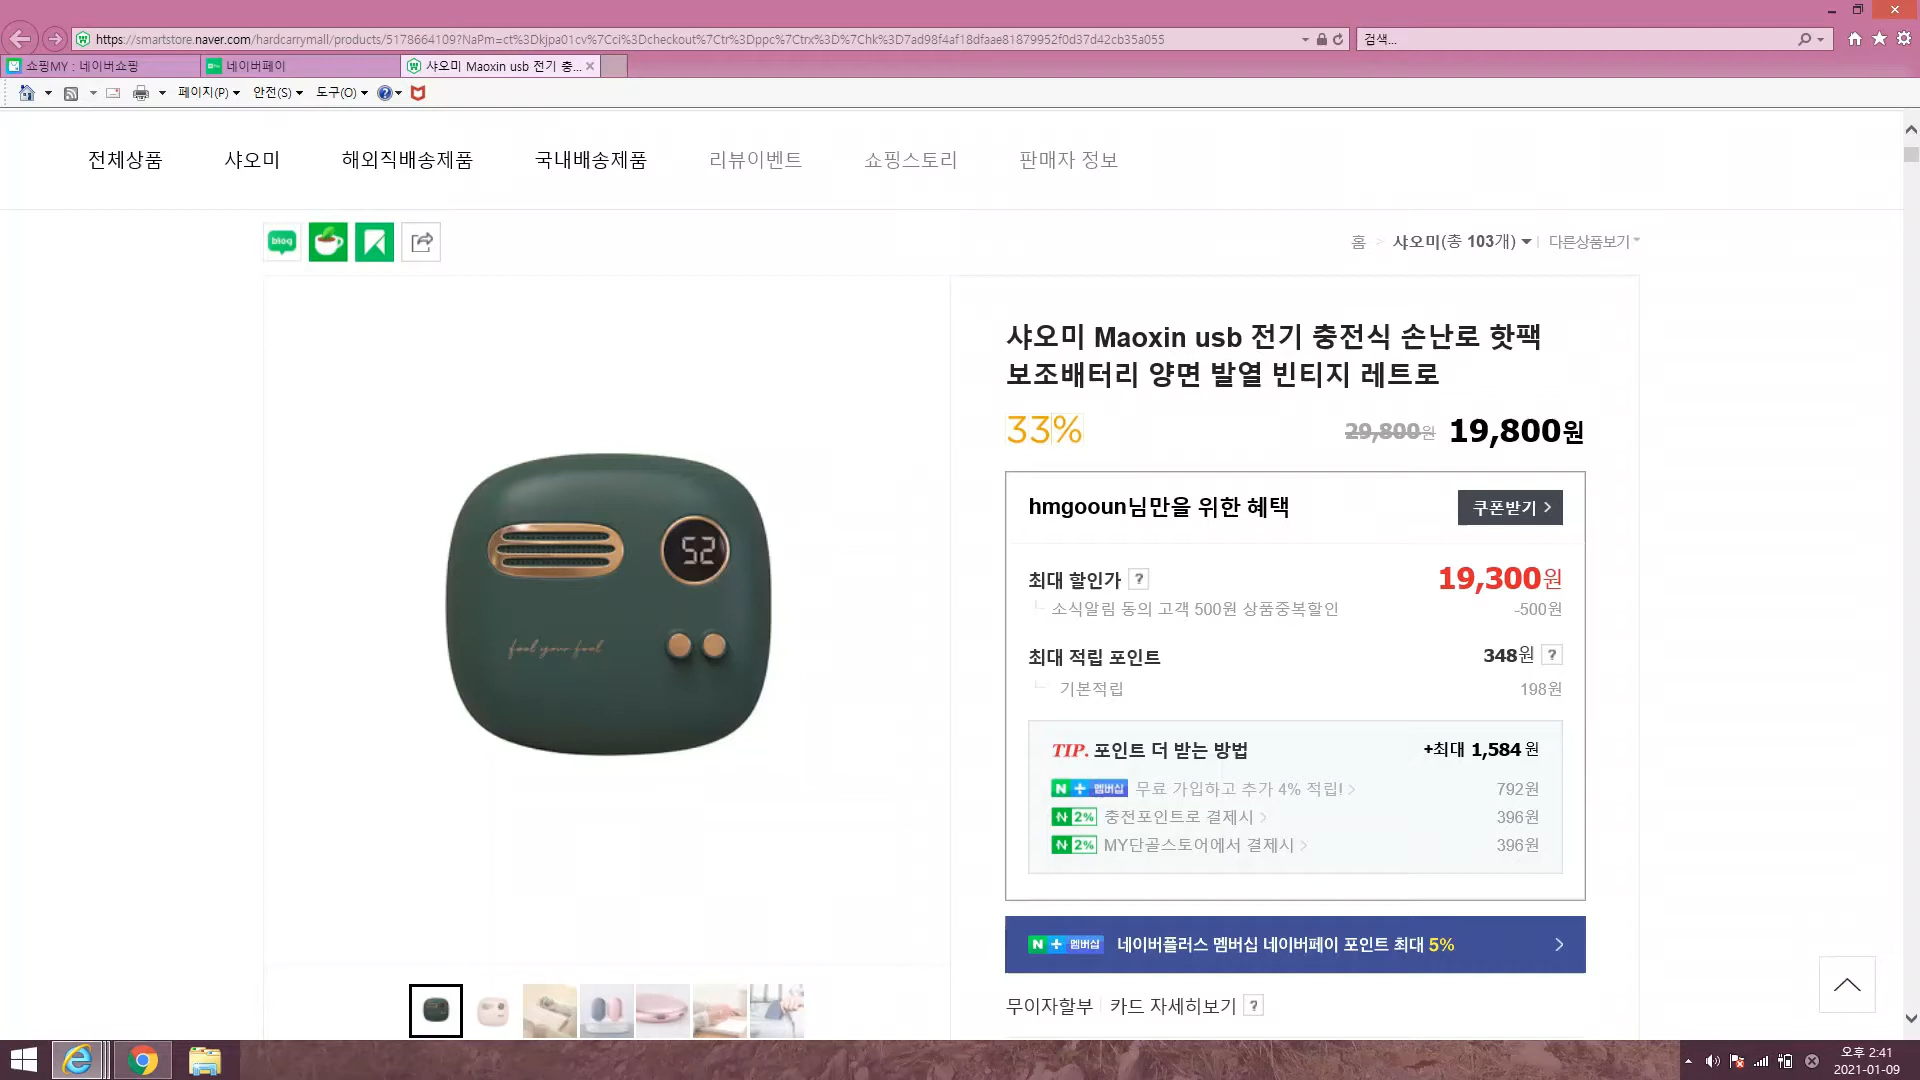 https://smartstore.naver.com/hardcarrymall/products/5178664109?NaPm=ct%3Dkjpa01cv%7Cci%3Dcheckout%7Ctr%3Dppc%7Ctrx%3D%7Chk%3D7ad98f4af18dfaae81879952f0d37d42cb35a055
검색...
쇼핑MY : 네이버쇼핑
네이버페이
샤오미 Maoxin usb 전기 충...
페이지(P) 안전(S) 도구(O)
전체상품 샤오미 해외직배송제품 국내배송제품 리뷰이벤트 쇼핑스토리 판매자 정보
blog
홈 > 샤오미(총 103개) 다른상품보기
샤오미 Maoxin usb 전기 충전식 손난로 핫팩
보조배터리 양면 발열 빈티지 레트로
33% 29,800원 19,800원
52
feel your feel
hmgooun님만을 위한 혜택 쿠폰받기 >
최대 할인가 ? 19,300원
소식알림 동의 고객 500원 상품중복할인 -500원
최대 적립 포인트 348원 ?
기본적립 198원
TIP. 포인트 더 받는 방법 +최대 1,584 원
N + 멤버십 무료 가입하고 추가 4% 적립! > 792원
N 2% 충전포인트로 결제시 > 396원
N 2% MY단골스토어에서 결제시 > 396원
N + 멤버십 네이버플러스 멤버십 네이버페이 포인트 최대 5% >
무이자할부 카드 자세히보기 ?
오후 2:41
2021-01-09